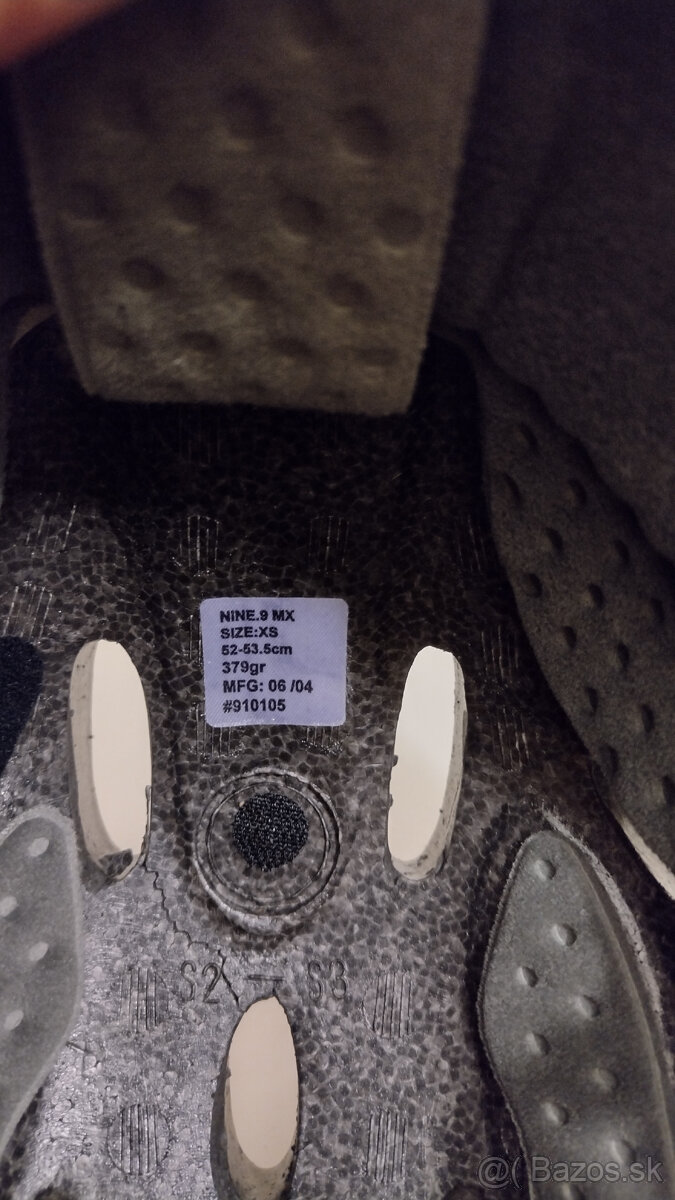 NINE.9 MX
SIZE:XS
52-53.5cm
379gr
MFG: 06 /04
#910105
S2 - S3
@( Bazos.sk